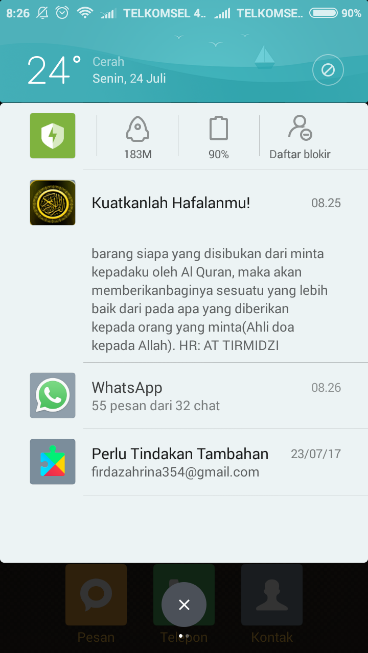 8:26 TELKOMSEL 4.. TELKOMSE.. 90%
24°
Cerah
Senin, 24 Juli
183M
90%
Daftar blokir
Kuatkanlah Hafalanmu! 08.25
barang siapa yang disibukan dari minta
kepadaku oleh Al Quran, maka akan
memberikanbaginya sesuatu yang lebih
baik dari pada apa yang diberikan
kepada orang yang minta(Ahli doa
kepada Allah). HR: AT TIRMIDZI
WhatsApp 08.26
55 pesan dari 32 chat
Perlu Tindakan Tambahan 23/07/17
firdazahrina354@gmail.com
Pesan Telepon Kontak